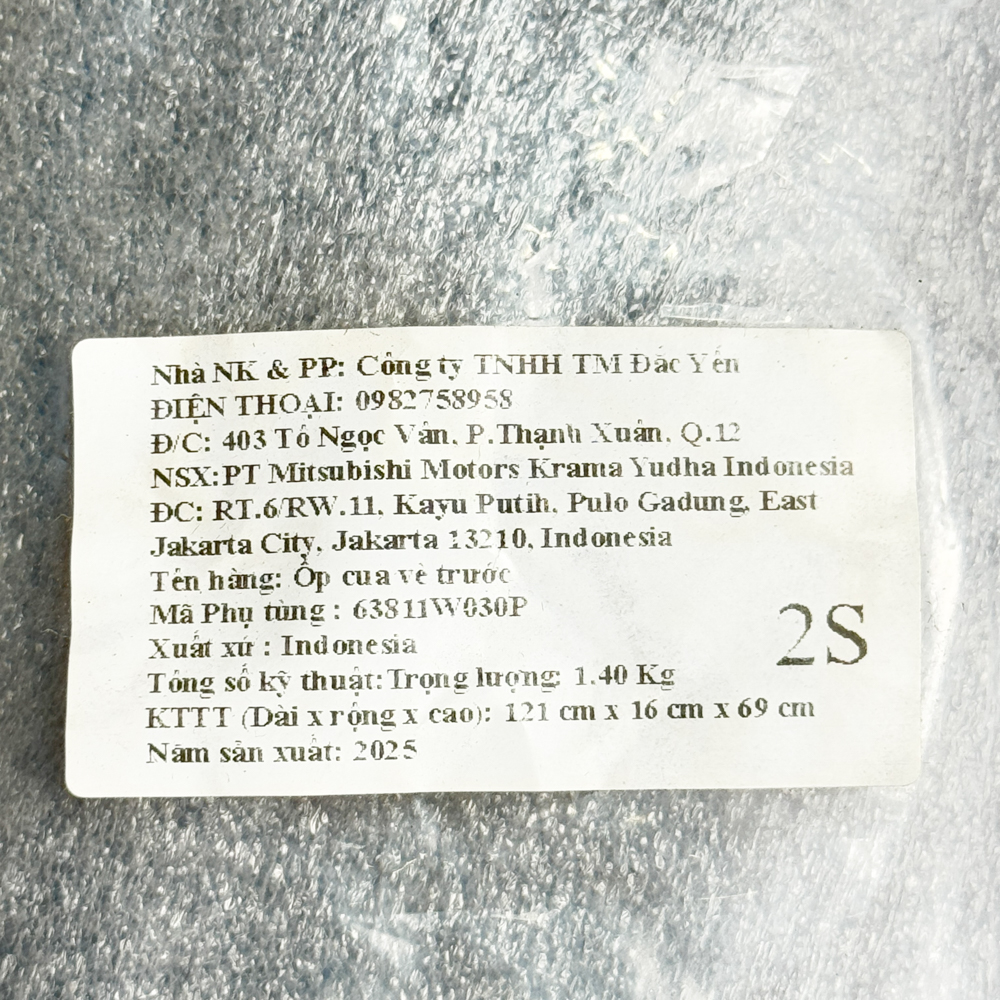 Nhà NK & PP: Công ty TNHH TM Đắc Yến
ĐIỆN THOẠI: 0982758958
Đ/C: 403 Tô Ngọc Vân, P.Thạnh Xuân, Q.12
NSX:PT Mitsubishi Motors Krama Yudha Indonesia
ĐC: RT.6/RW.11, Kayu Putih, Pulo Gadung, East
Jakarta City, Jakarta 13210, Indonesia
Tên hàng: Ốp cua vè trước
Mã Phụ tùng : 63811W030P
Xuất xứ : Indonesia
2S
Tổng số kỹ thuật:Trọng lượng: 1.40 Kg
KTTT (Dài x rộng x cao): 121 cm x 16 cm x 69 cm
Năm sản xuất: 2025